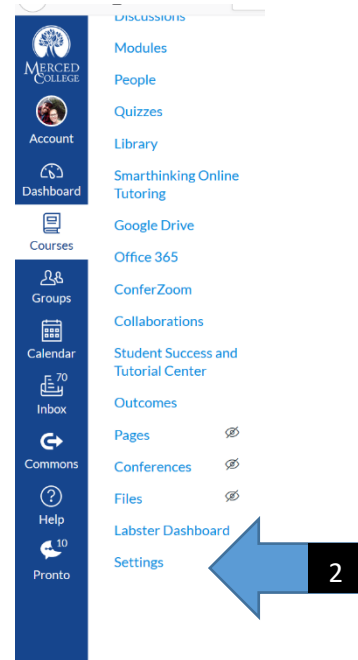 MERCED
COLLEGE
Account
Dashboard
Courses
Groups
Calendar
70
Inbox
Commons
Help
10
Pronto
Discussions
Modules
People
Quizzes
Library
Smarthinking Online
Tutoring
Google Drive
Office 365
ConferZoom
Collaborations
Student Success and
Tutorial Center
Outcomes
Pages
Conferences
Files
Labster Dashboard
Settings
2